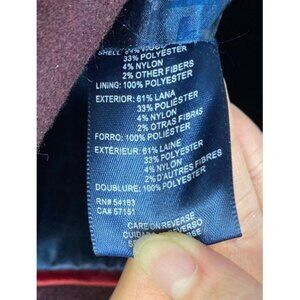 33% POLYESTER
4% NYLON
2% OTHER FIBERS
LINING: 100% POLYESTER
EXTERIOR: 61% LANA
33% POLIÉSTER
4% NYLON
2% OTRAS FIBRAS
FORRO: 100% POLIÉSTER
EXTÉRIEUR: 61% LAINE
33% POLYESTER
4% NYLON
2% D'AUTRES FIBRES
DOUBLURE: 100% POLYESTER
RN# 54163
CA# 57151
CARE ON REVERSE